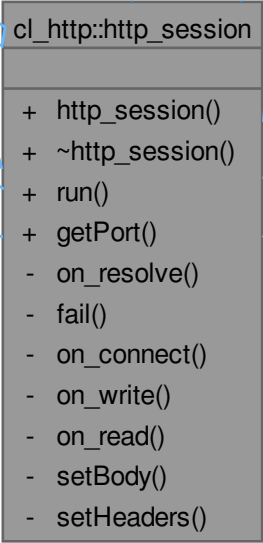 cl_http::http_session
+ http_session()
+ ~http_session()
+ run()
+ getPort()
- on_resolve()
- fail()
- on_connect()
- on_write()
- on_read()
- setBody()
- setHeaders()